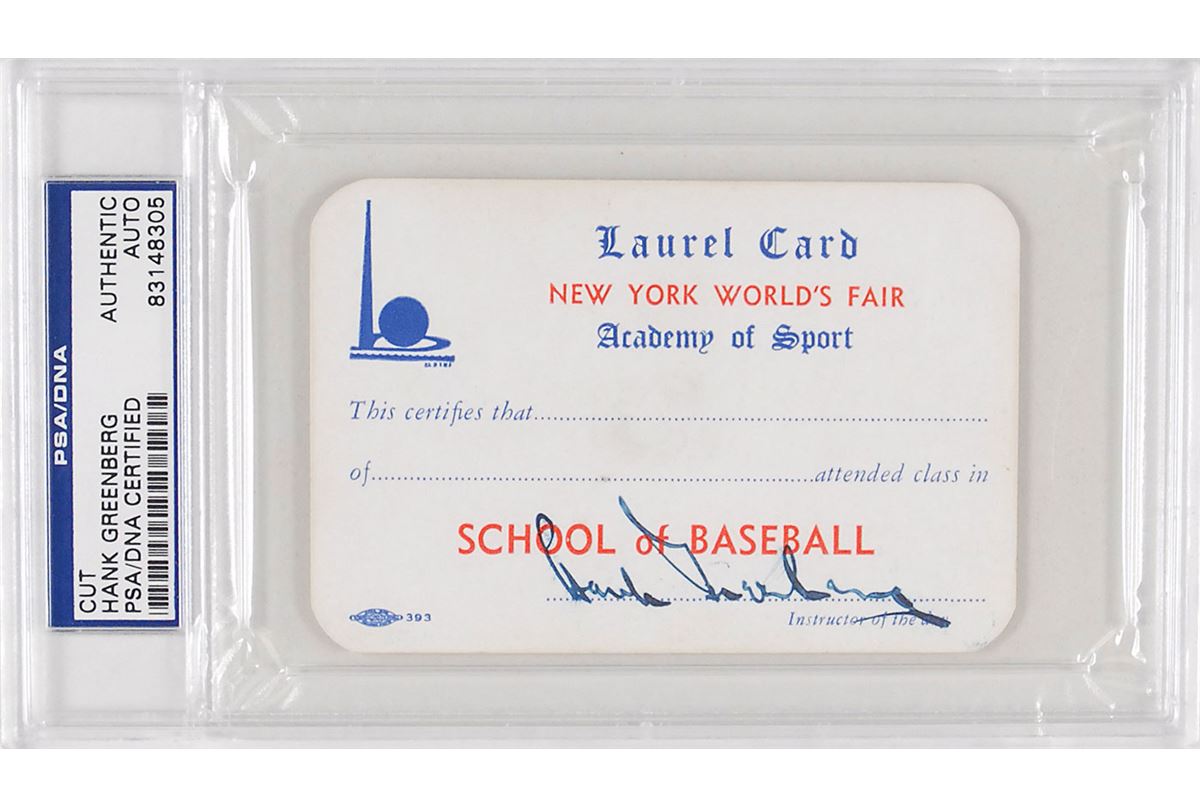 PSA/DNA
CUT
HANK GREENBERG
PSA/DNA CERTIFIED
AUTHENTIC
AUTO
83148305
Laurel Card
NEW YORK WORLD'S FAIR
Academy of Sport
This certifies that
of attended class in
SCHOOL of BASEBALL
Hank Greenberg
393
Instructor of the day